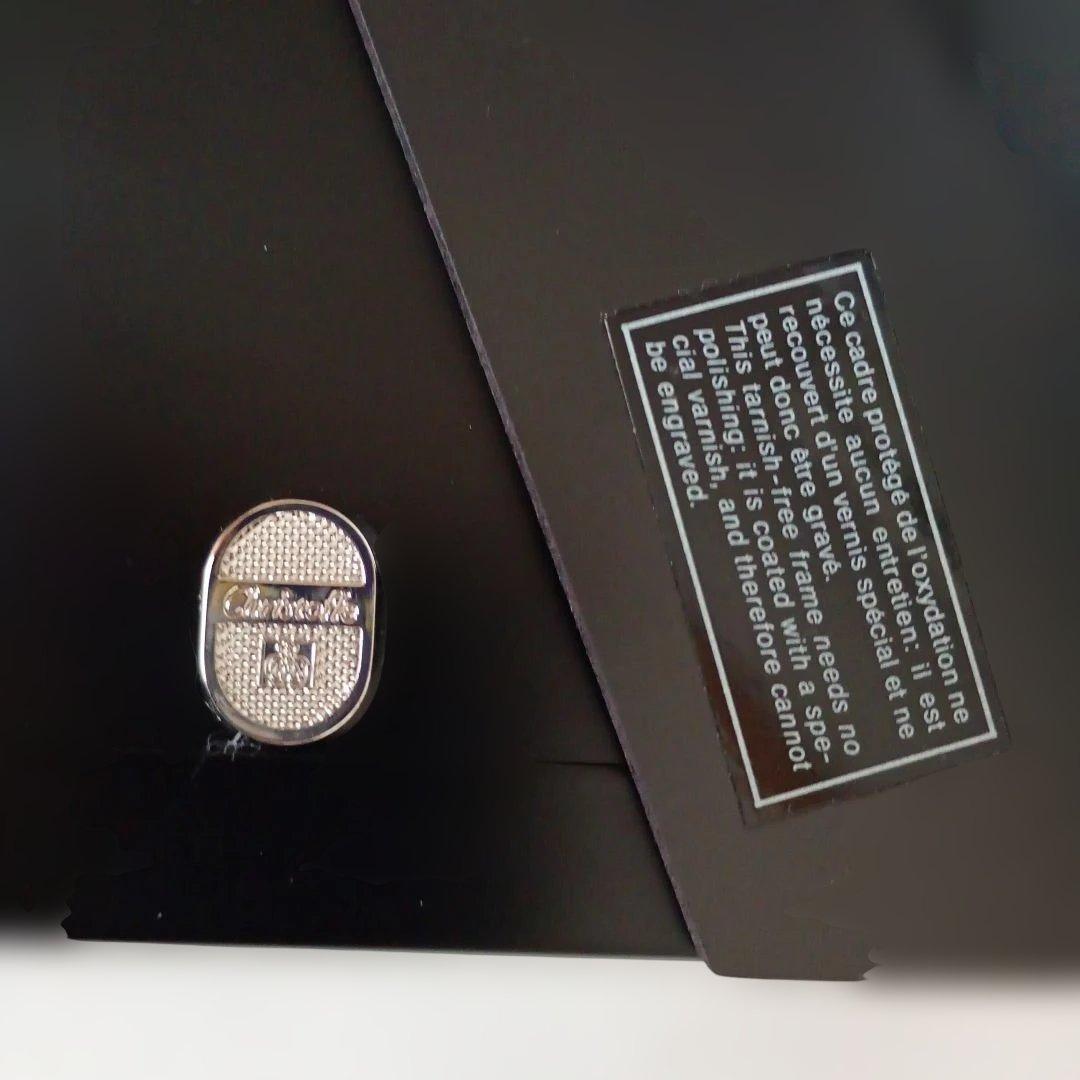 Christofle
Ce cadre protégé de l'oxydation ne
nécessite aucun entretien: il est
recouvert d'un vernis spécial et ne
peut donc être gravé.
This tarnish-free frame needs no
polishing: it is coated with a spe-
cial varnish, and therefore cannot
be engraved.